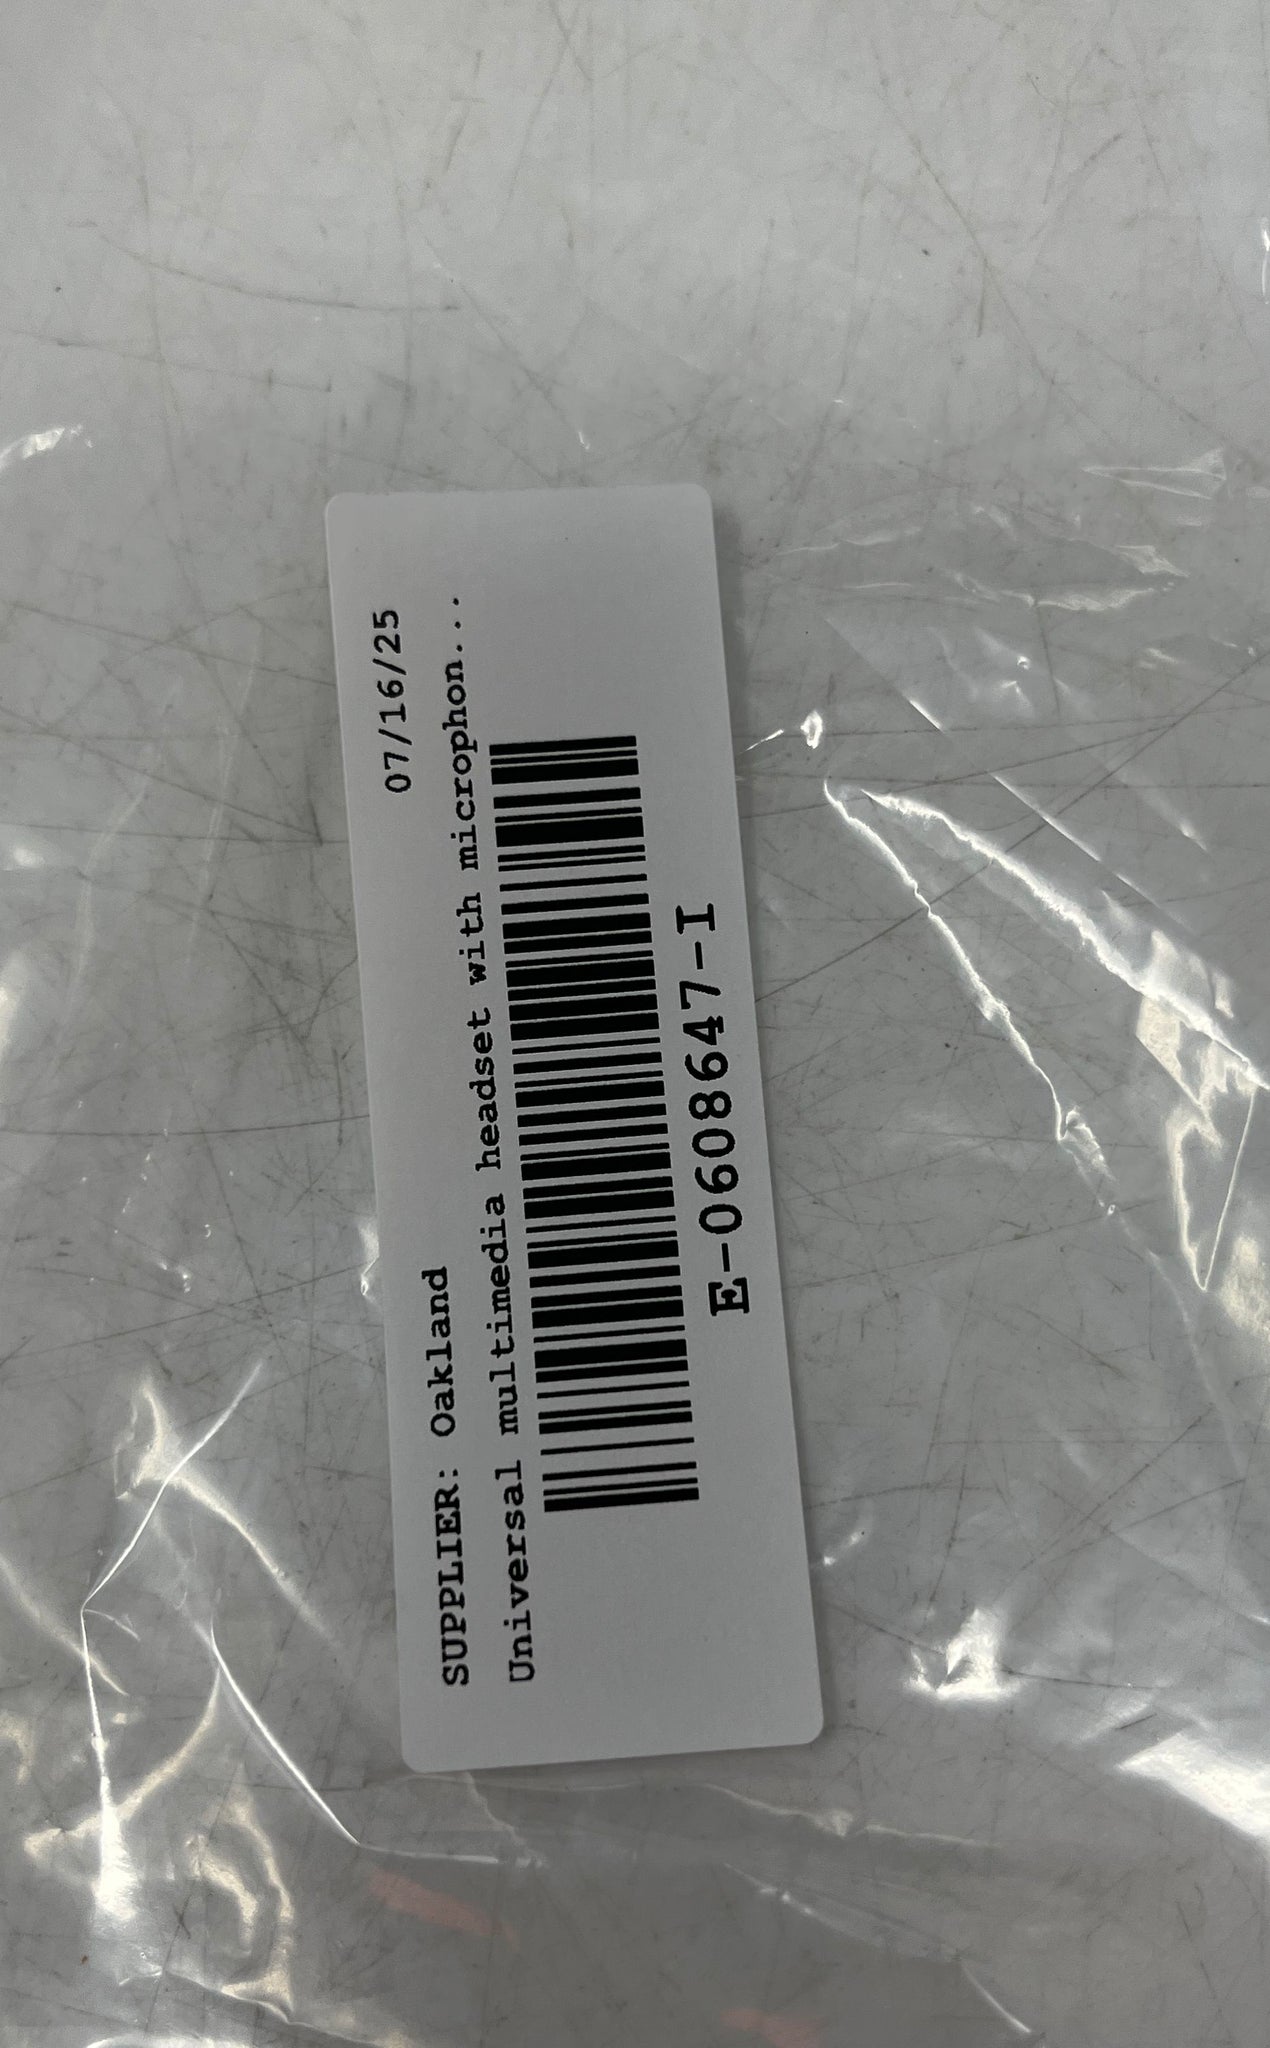 SUPPLIER: Oakland 07/16/25
Universal multimedia headset with microphon...
E-0608647-I